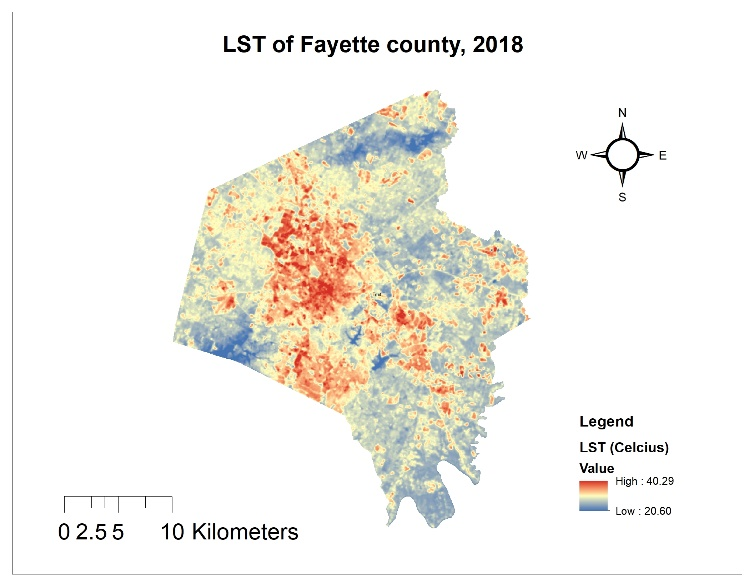 LST of Fayette county, 2018
N
W
E
S
Legend
LST (Celcius)
Value
High : 40.29
Low : 20.60
0 2.5 5 10 Kilometers